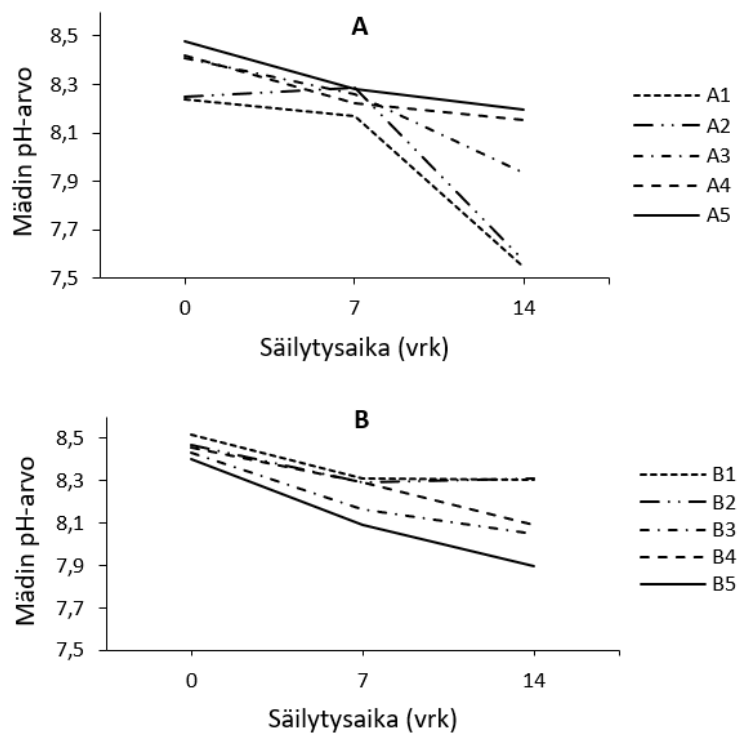 A
Mädin pH-arvo
8,5
8,3
8,1
7,9
7,7
7,5
0 7 14
Säilytysaika (vrk)
A1
A2
A3
A4
A5
B
Mädin pH-arvo
8,5
8,3
8,1
7,9
7,7
7,5
0 7 14
Säilytysaika (vrk)
B1
B2
B3
B4
B5